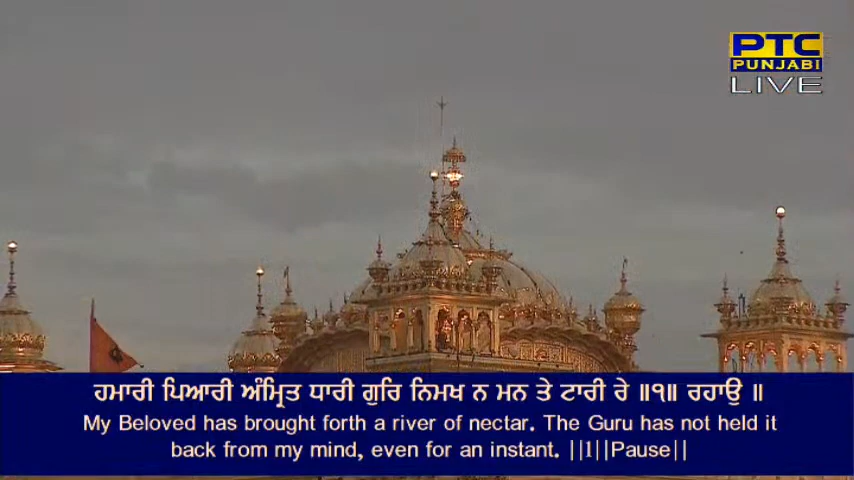 PTC
PUNJABI
LIVE
ਹਮਾਰੀ ਪਿਆਰੀ ਅੰਮ੍ਰਿਤ ਧਾਰੀ ਗੁਰਿ ਨਿਮਖ ਨ ਮਨ ਤੇ ਟਾਰੀ ਰੇ ॥੧॥ ਰਹਾਉ ॥
My Beloved has brought forth a river of nectar. The Guru has not held it
back from my mind, even for an instant. ||1||Pause||